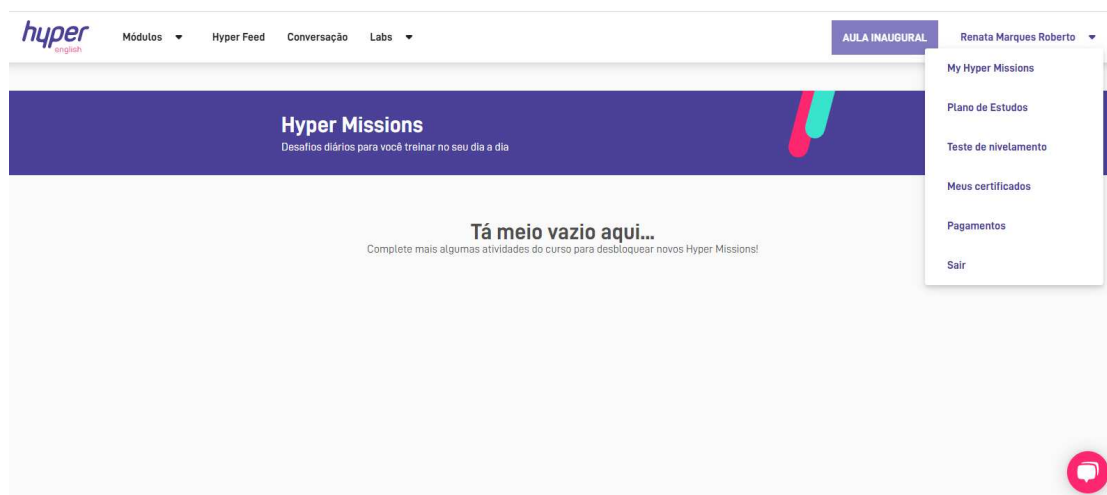 hyper
english
Módulos
Hyper Feed
Conversação
Labs
AULA INAUGURAL
Renata Marques Roberto
My Hyper Missions
Plano de Estudos
Teste de nivelamento
Meus certificados
Pagamentos
Sair
Hyper Missions
Desafios diários para você treinar no seu dia a dia
Tá meio vazio aqui...
Complete mais algumas atividades do curso para desbloquear novos Hyper Missions!